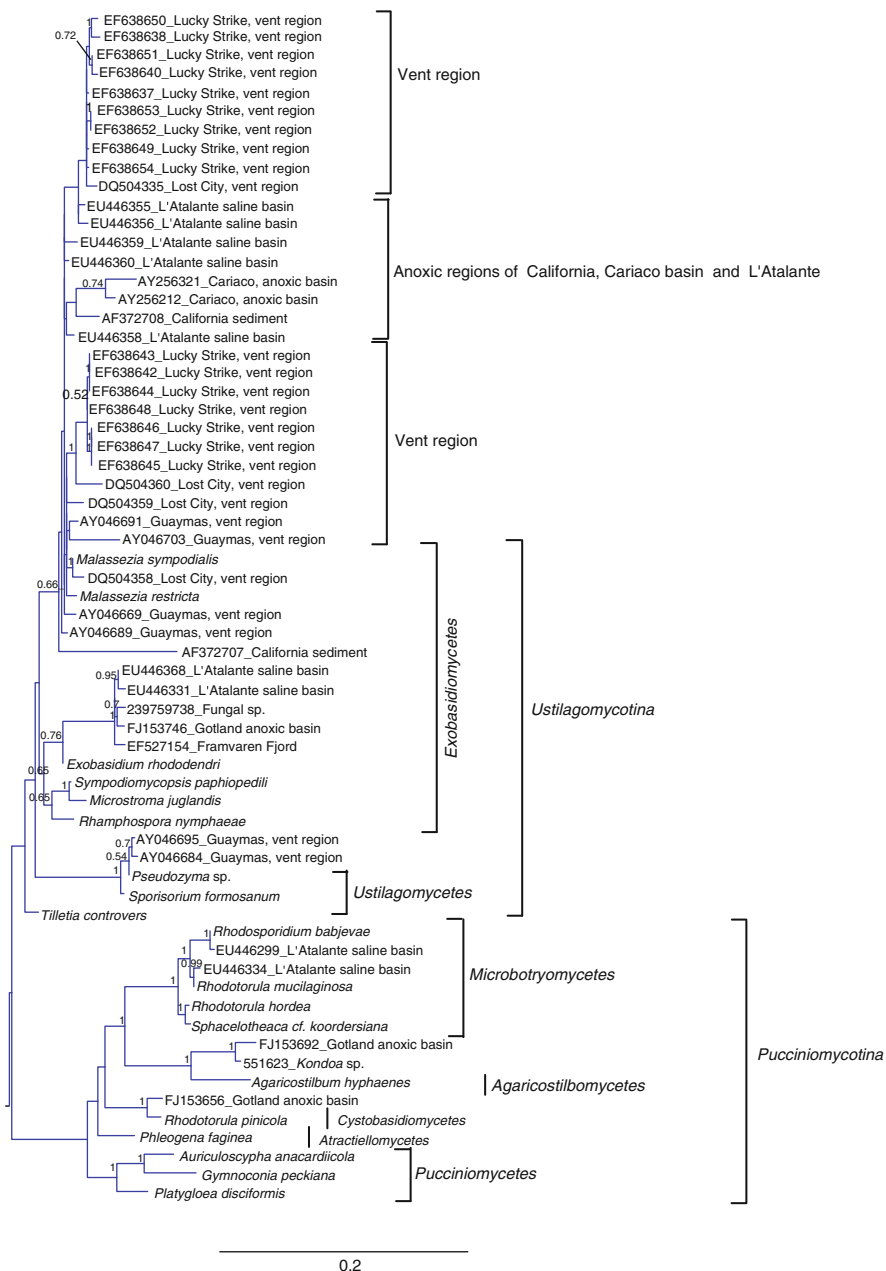 1
EF638650_Lucky Strike, vent region
0.72
EF638638_Lucky Strike, vent region
EF638651_Lucky Strike, vent region
EF638640_Lucky Strike, vent region
Vent region
EF638637_Lucky Strike, vent region
1
EF638653_Lucky Strike, vent region
EF638652_Lucky Strike, vent region
EF638649_Lucky Strike, vent region
EF638654_Lucky Strike, vent region
DQ504335_Lost City, vent region
EU446355_L'Atalante saline basin
EU446356_L'Atalante saline basin
EU446359_L'Atalante saline basin
EU446360_L'Atalante saline basin
Anoxic regions of California, Cariaco basin and L'Atalante
0.74
AY256321_Cariaco, anoxic basin
AY256212_Cariaco, anoxic basin
AF372708_California sediment
EU446358_L'Atalante saline basin
EF638643_Lucky Strike, vent region
1
EF638642_Lucky Strike, vent region
0.52
EF638644_Lucky Strike, vent region
EF638648_Lucky Strike, vent region
EF638646_Lucky Strike, vent region
1
1
1
EF638647_Lucky Strike, vent region
Vent region
EF638645_Lucky Strike, vent region
DQ504360_Lost City, vent region
DQ504359_Lost City, vent region
AY046691_Guaymas, vent region
AY046703_Guaymas, vent region
Malassezia sympodialis
1
DQ504358_Lost City, vent region
0.66
Malassezia restricta
AY046669_Guaymas, vent region
AY046689_Guaymas, vent region
AF372707_California sediment
EU446368_L'Atalante saline basin
0.95
EU446331_L'Atalante saline basin
0.7
239759738_Fungal sp.
1
FJ153746_Gotland anoxic basin
0.76
EF527154_Framvaren Fjord
Exobasidium rhododendri
Exobasidiomycetes
Ustilagomycotina
0.65
Sympodiomycopsis paphiopedili
1
0.65
Microstroma juglandis
Rhamphospora nymphaeae
AY046695_Guaymas, vent region
0.7
0.54
AY046684_Guaymas, vent region
1
Pseudozyma sp.
Sporisorium formosanum
Ustilagomycetes
Tilletia controvers
Rhodosporidium babjevae
1
1
EU446299_L'Atalante saline basin
0.99
EU446334_L'Atalante saline basin
1
Rhodotorula mucilaginosa
Microbotryomycetes
Rhodotorula hordea
1
1
Sphacelotheaca cf. koordersiana
FJ153692_Gotland anoxic basin
1
1
551623_Kondoa sp.
Pucciniomycotina
Agaricostilbum hyphaenes
Agaricostilbomycetes
FJ153656_Gotland anoxic basin
1
Rhodotorula pinicola
Cystobasidiomycetes
Phleogena faginea
Atractiellomycetes
Auriculoscypha anacardiicola
1
1
Gymnoconia peckiana
Pucciniomycetes
Platygloea disciformis
0.2